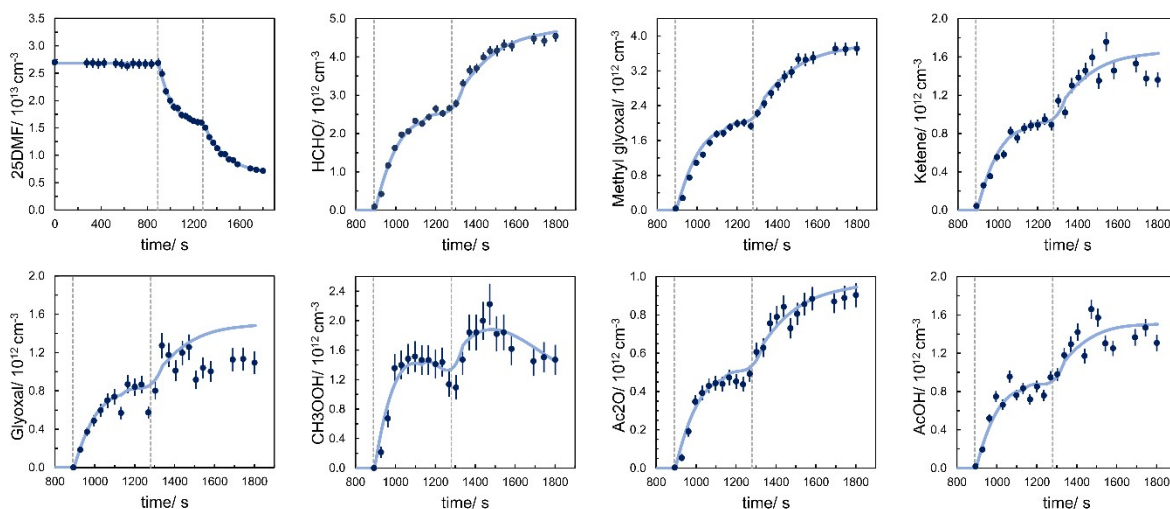 25DMF/ 10¹³ cm⁻³
3.5
3.0
2.5
2.0
1.5
1.0
0.5
0.0
0 400 800 1200 1600
time/ s
HCHO/ 10¹² cm⁻³
5.0
4.0
3.0
2.0
1.0
0.0
800 1000 1200 1400 1600 1800
time/ s
Methyl glyoxal/ 10¹² cm⁻³
3.6
2.4
1.2
0.0
800 1000 1200 1400 1600 1800
time/ s
Ketene/ 10¹² cm⁻³
1.6
1.2
0.8
0.4
0.0
800 1000 1200 1400 1600 1800
time/ s
Glyoxal/ 10¹² cm⁻³
2.0
1.6
1.2
0.8
0.4
0.0
800 1000 1200 1400 1600 1800
time/ s
CH3OOH/ 10¹² cm⁻³
2.4
2.0
1.6
1.2
0.8
0.4
0.0
800 1000 1200 1400 1600 1800
time/ s
Ac2O/ 10¹² cm⁻³
1.0
0.8
0.6
0.4
0.2
0.0
800 1000 1200 1400 1600 1800
time/ s
AcOH/ 10¹² cm⁻³
2.0
1.6
1.2
0.8
0.4
0.0
800 1000 1200 1400 1600 1800
time/ s